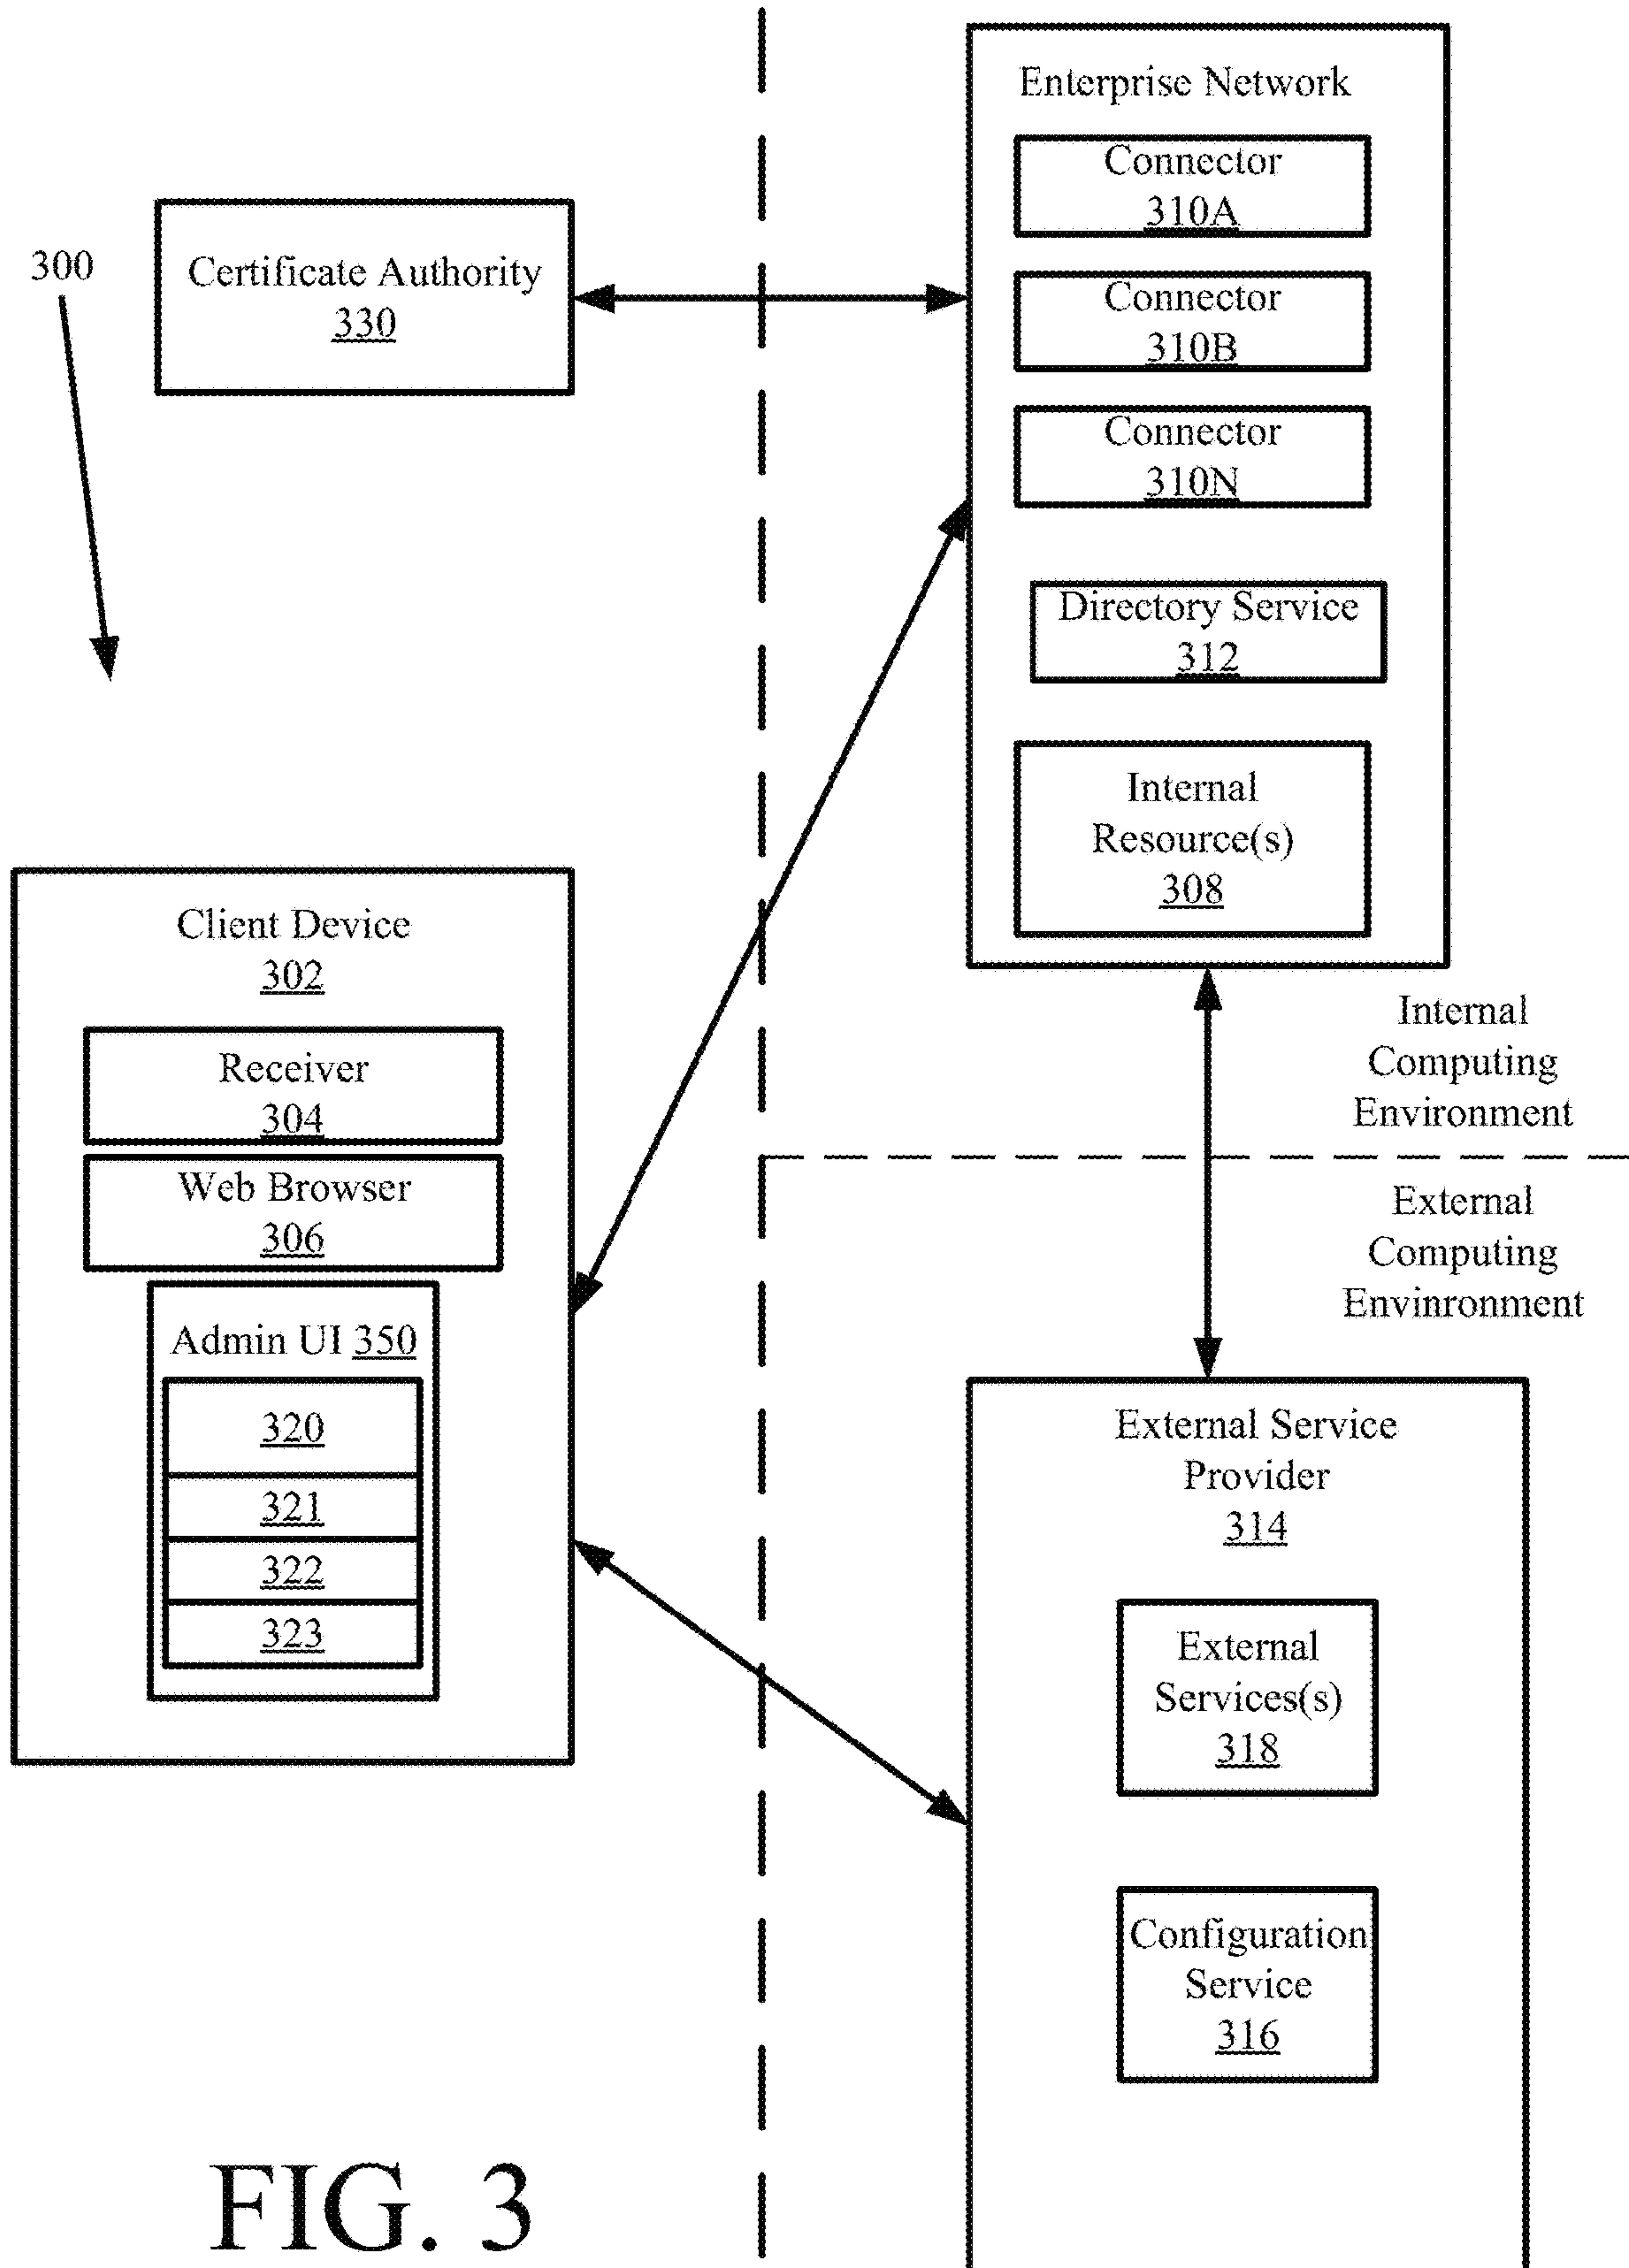 300
Certificate Authority
330
Enterprise Network
Connector
310A
Connector
310B
Connector
310N
Directory Service
312
Internal
Resource(s)
308
Client Device
302
Receiver
304
Web Browser
306
Admin UI 350
320
321
322
323
Internal
Computing
Environment
External
Computing
Envinronment
External Service
Provider
314
External
Services(s)
318
Configuration
Service
316
FIG. 3